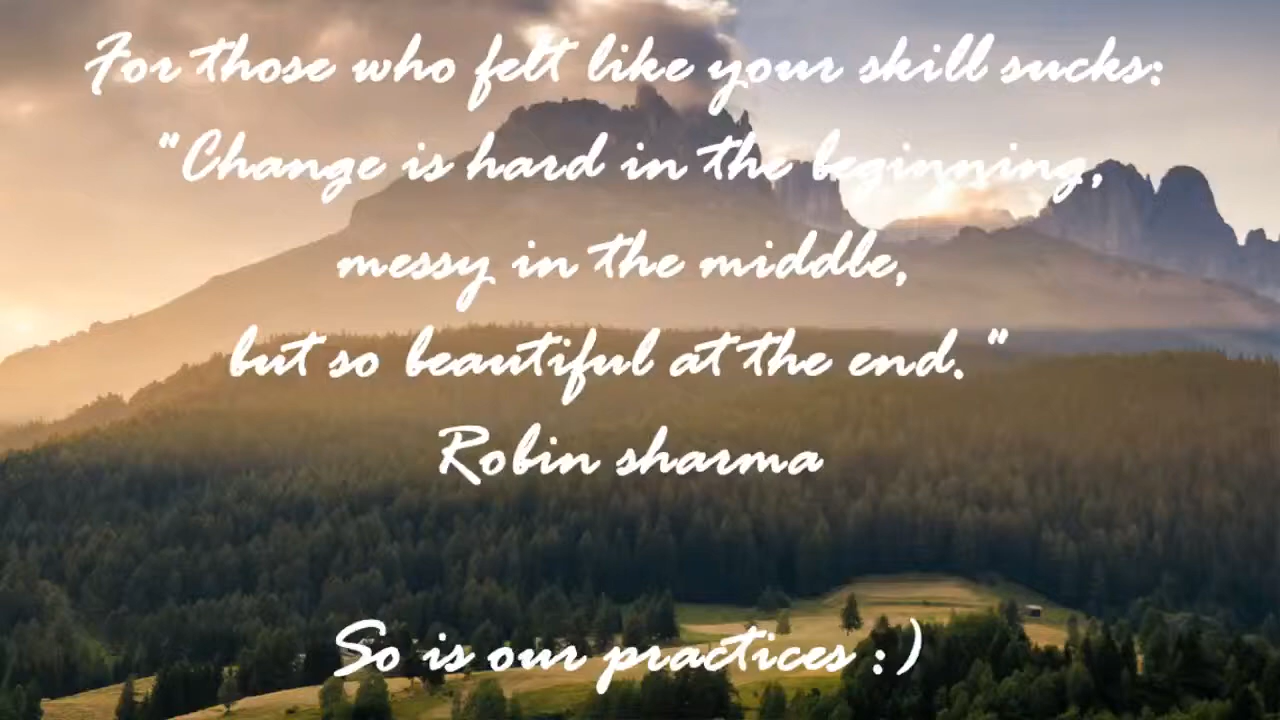 For those who felt like your skill sucks:
"Change is hard in the beginning,
messy in the middle,
but so beautiful at the end."
Robin sharma
So is our practices :)